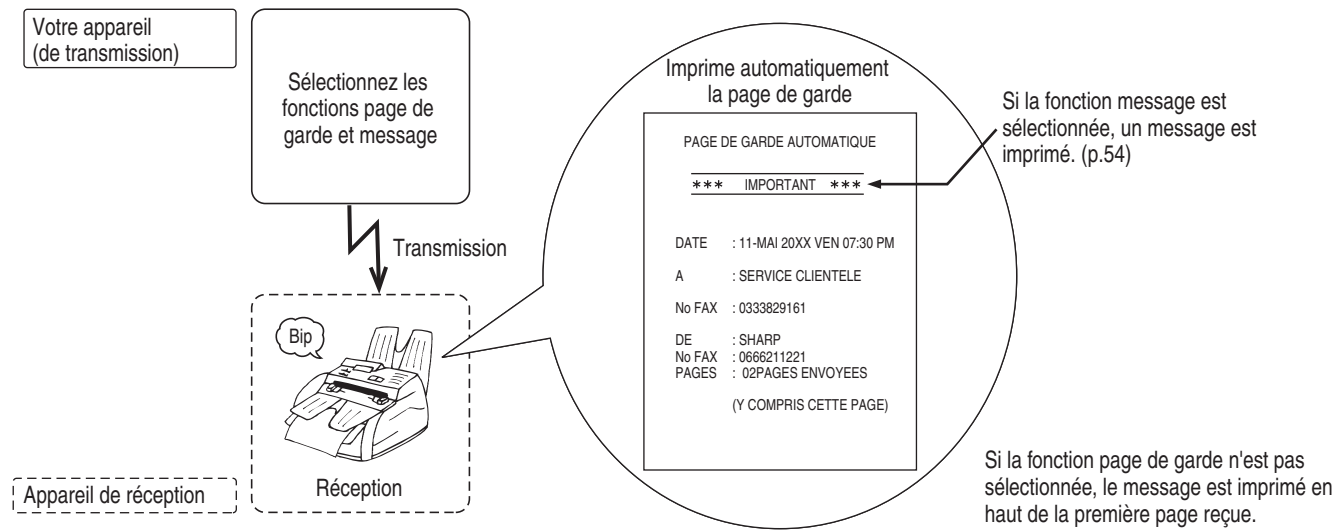 Votre appareil
(de transmission)
Sélectionnez les
fonctions page de
garde et message
Transmission
Bip
Réception
Appareil de réception
Imprime automatiquement
la page de garde
PAGE DE GARDE AUTOMATIQUE
*** IMPORTANT ***
DATE : 11-MAI 20XX VEN 07:30 PM
A : SERVICE CLIENTELE
No FAX : 0333829161
DE : SHARP
No FAX : 0666211221
PAGES : 02PAGES ENVOYEES
(Y COMPRIS CETTE PAGE)
Si la fonction message est
sélectionnée, un message est
imprimé. (p.54)
Si la fonction page de garde n'est pas
sélectionnée, le message est imprimé en
haut de la première page reçue.